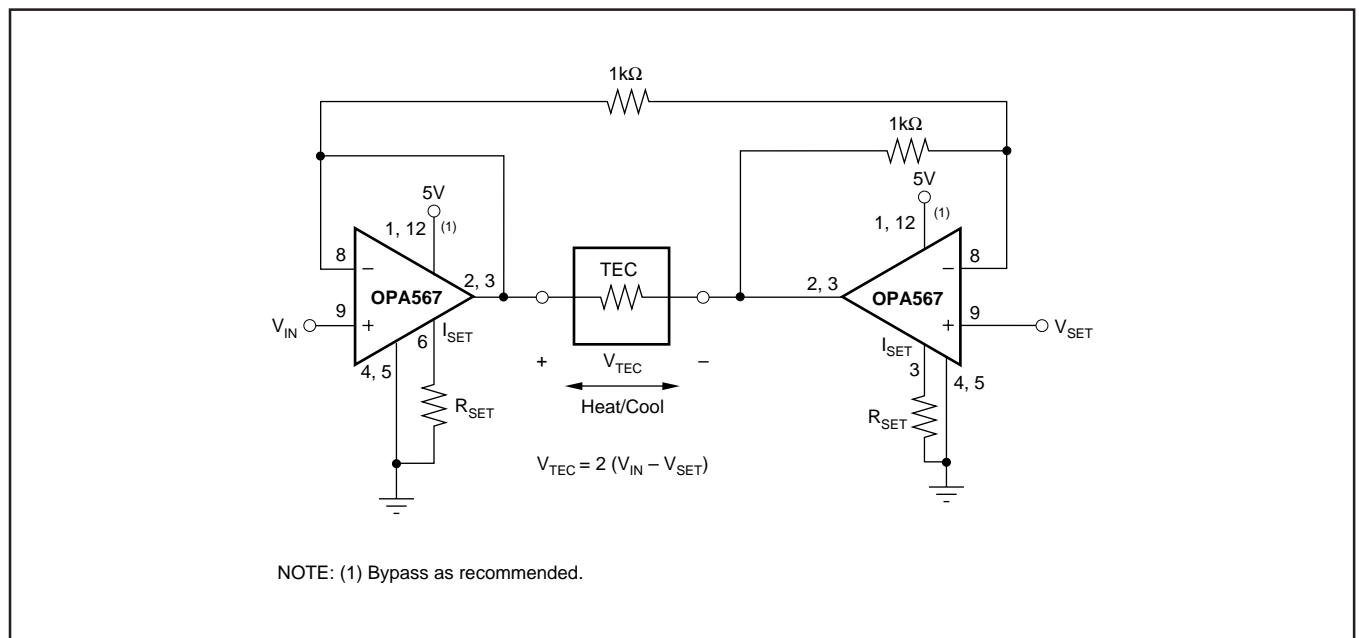 1kΩ
1kΩ
5V
(1)
1, 12
8
−
OPA567
2, 3
V_IN
9
+
I_SET
6
4, 5
R_SET
TEC
+ V_TEC −
Heat/Cool
V_TEC = 2 (V_IN – V_SET)
5V
(1)
1, 12
8
−
2, 3
OPA567
9
+
V_SET
I_SET
3
4, 5
R_SET
NOTE: (1) Bypass as recommended.